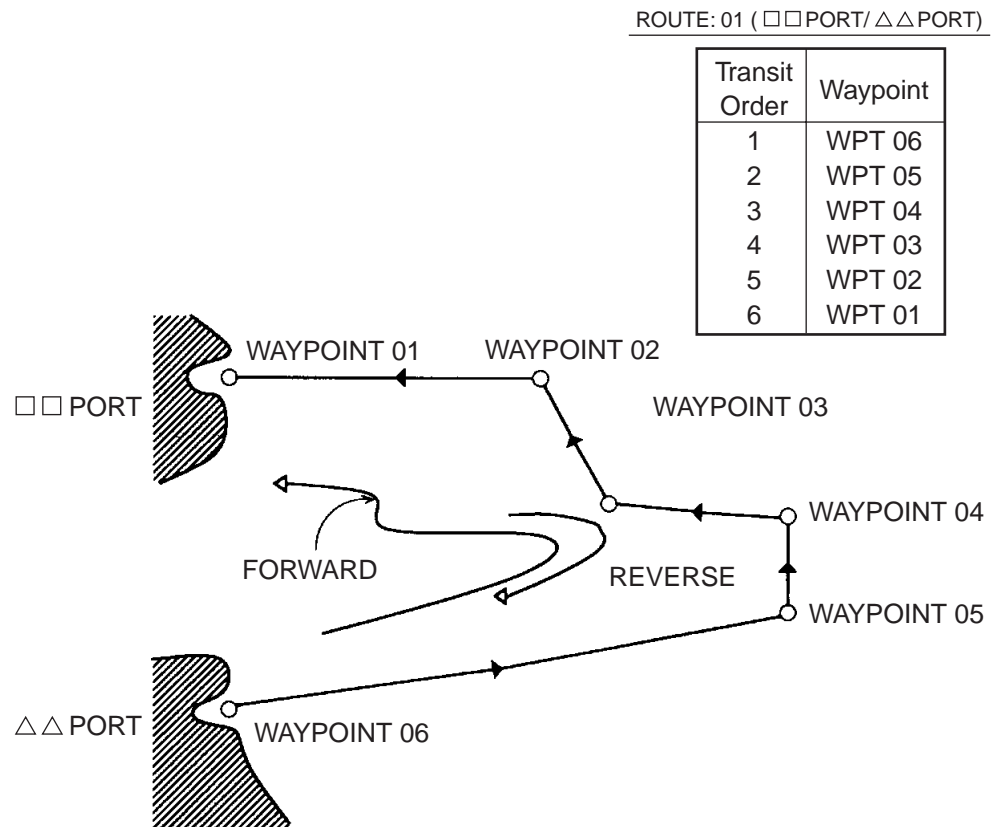 ROUTE: 01 ( □□PORT/ △△PORT)
Transit Order Waypoint
1 WPT 06
2 WPT 05
3 WPT 04
4 WPT 03
5 WPT 02
6 WPT 01
WAYPOINT 01 WAYPOINT 02
□□ PORT
WAYPOINT 03
WAYPOINT 04
FORWARD
REVERSE
WAYPOINT 05
△△ PORT
WAYPOINT 06